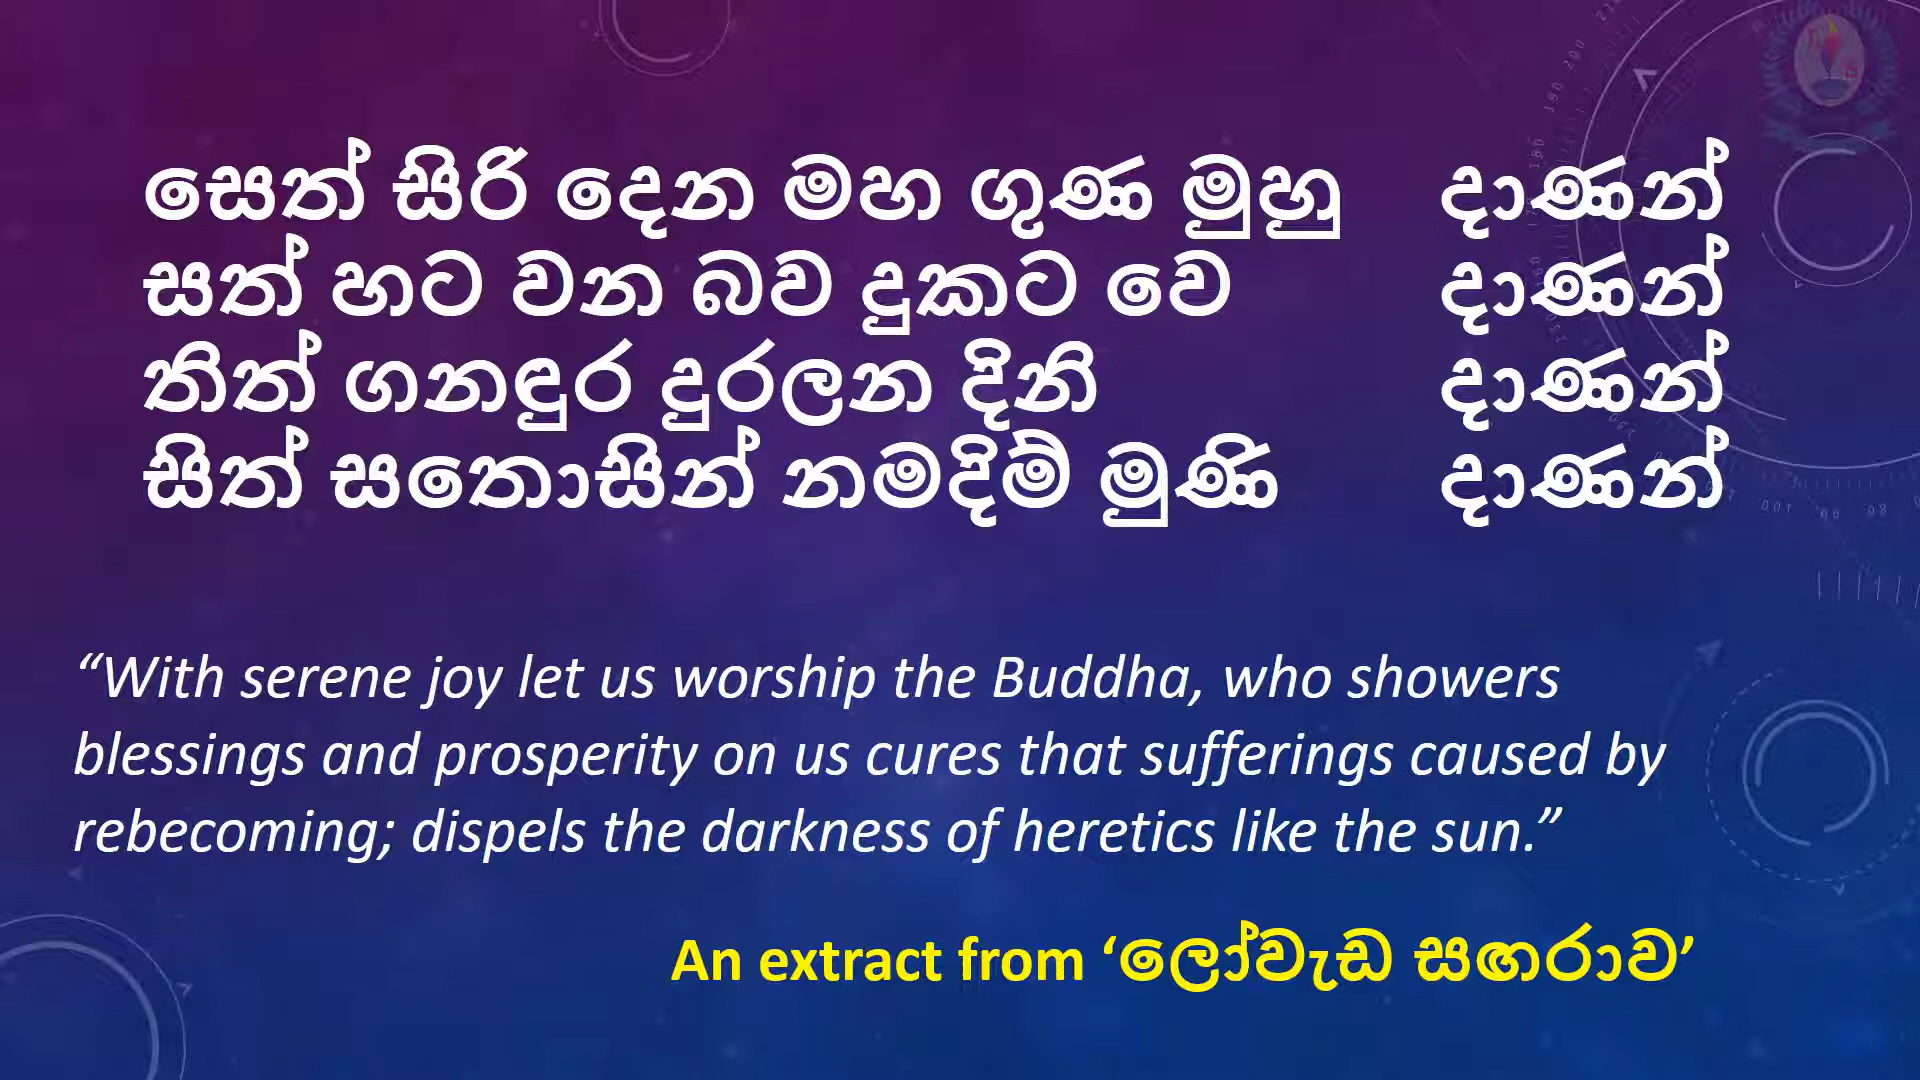 සෙත් සිරි දෙන මහ ගුණ මුහු දාණන්
සත් හට වන බව දුකට වෙ දාණන්
තිත් ගනඳුර දුරලන දිනි දාණන්
සිත් සතොසින් නමදිම් මුණි දාණන්
“With serene joy let us worship the Buddha, who showers
blessings and prosperity on us cures that sufferings caused by
rebecoming; dispels the darkness of heretics like the sun.”
An extract from ‘ලෝවැඩ සඟරාව’